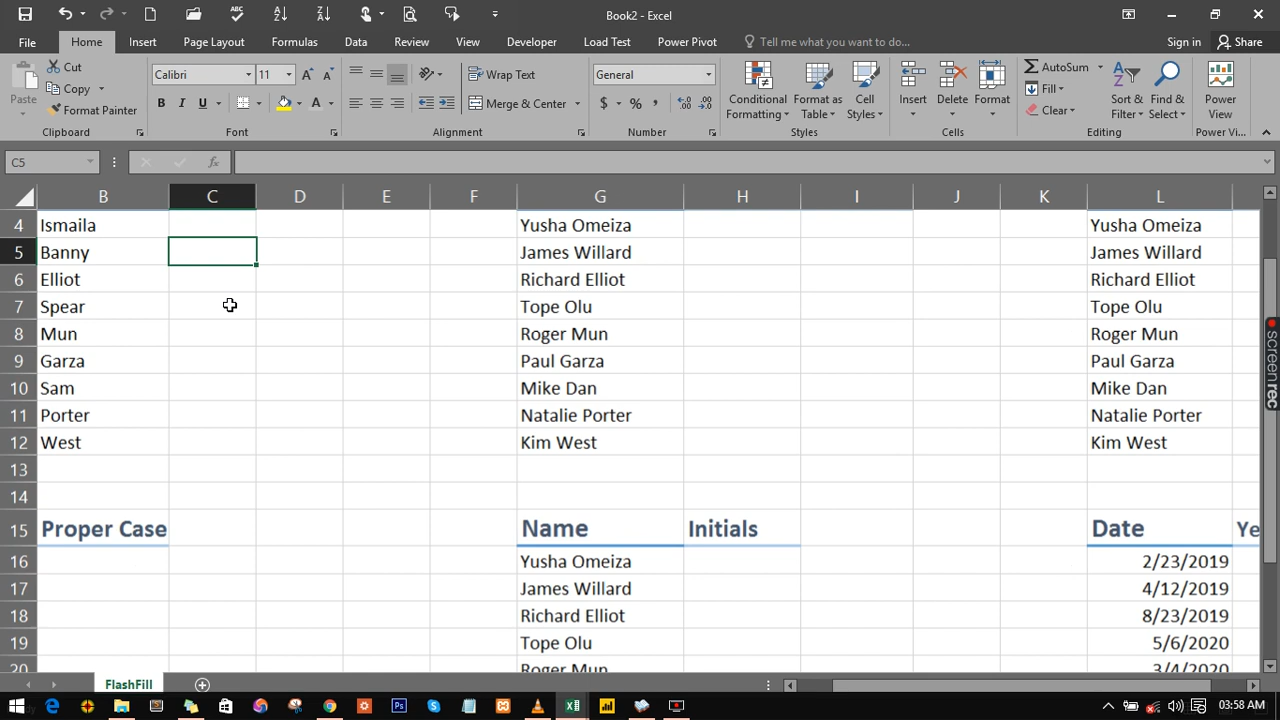 Book2 - Excel
File Home Insert Page Layout Formulas Data Review View Developer Load Test Power Pivot Tell me what you want to do... Sign in Share
Paste
Cut
Copy
Format Painter
Clipboard
Calibri 11
B I U A
Font
Wrap Text
Merge & Center
Alignment
General
$ % ,
Number
Conditional Formatting
Format as Table
Cell Styles
Styles
Insert Delete Format
Cells
AutoSum
Fill
Clear
Sort & Filter
Find & Select
Editing
Power View
Power Vi...
C5 fx
B C D E F G H I J K L
4 Ismaila Yusha Omeiza Yusha Omeiza
5 Banny James Willard James Willard
6 Elliot Richard Elliot Richard Elliot
7 Spear Tope Olu Tope Olu
8 Mun Roger Mun Roger Mun
9 Garza Paul Garza Paul Garza
10 Sam Mike Dan Mike Dan
11 Porter Natalie Porter Natalie Porter
12 West Kim West Kim West
13
14
15 Proper Case Name Initials Date Ye
16 Yusha Omeiza 2/23/2019
17 James Willard 4/12/2019
18 Richard Elliot 8/23/2019
19 Tope Olu 5/6/2020
20 Roger Mun 3/4/2020
screenrec
FlashFill
03:58 AM